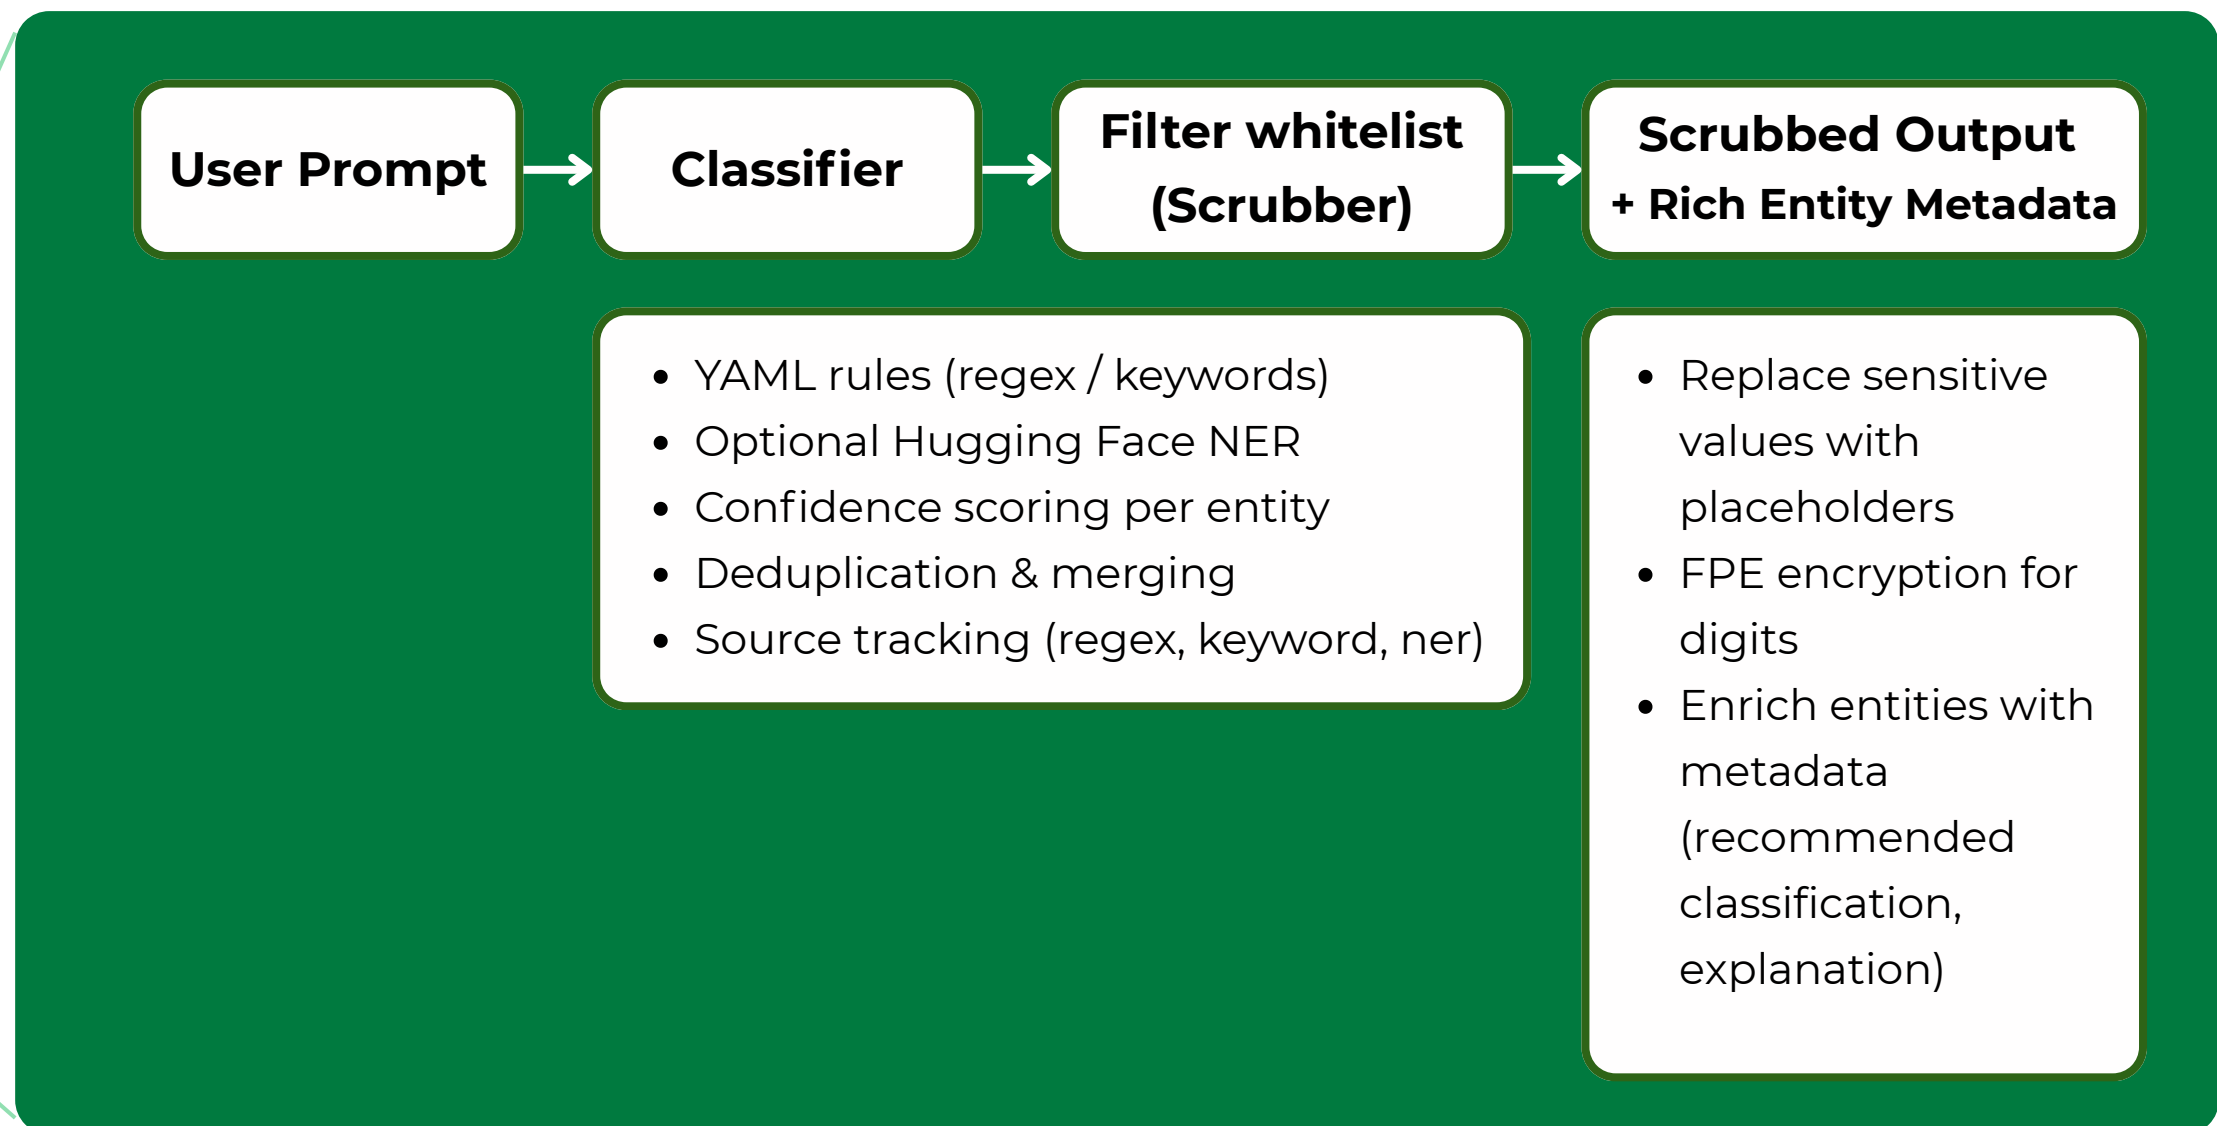 User Prompt
Classifier
Filter whitelist
(Scrubber)
Scrubbed Output
+ Rich Entity Metadata
• YAML rules (regex / keywords)
• Optional Hugging Face NER
• Confidence scoring per entity
• Deduplication & merging
• Source tracking (regex, keyword, ner)
• Replace sensitive
values with
placeholders
• FPE encryption for
digits
• Enrich entities with
metadata
(recommended
classification,
explanation)